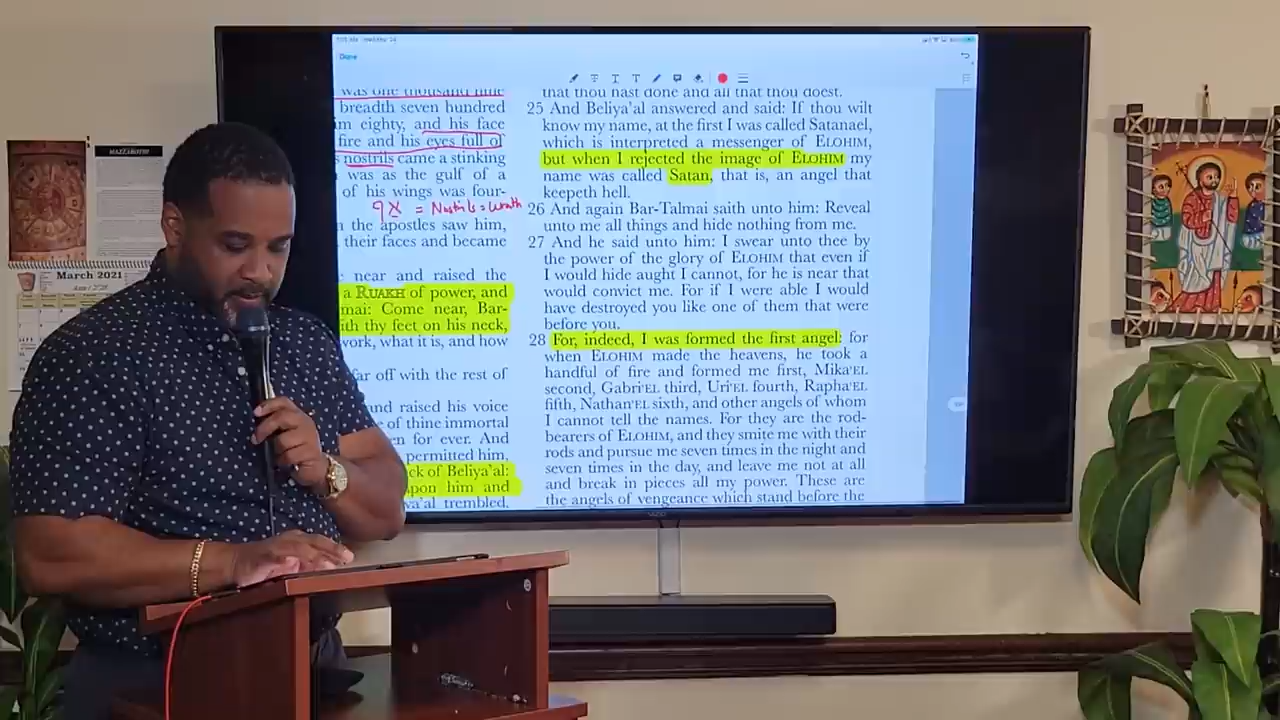 Done
was one thousand nine
breadth seven hundred
im eighty, and his face
fire and his eyes full of
nostrils came a stinking
was as the gulf of a
of his wings was four-
= Nostrils = Wrath
the apostles saw him,
their faces and became
near and raised the
a RUAKH of power, and
mai: Come near, Bar-
ith thy feet on his neck,
work, what it is, and how
far off with the rest of
and raised his voice
of thine immortal
en for ever. And
permitted him,
ck of Beliya'al:
upon him and
va'al trembled.
that thou hast done and all that thou doest.
25 And Beliya'al answered and said: If thou wilt
know my name, at the first I was called Satanael,
which is interpreted a messenger of ELOHIM,
but when I rejected the image of ELOHIM my
name was called Satan, that is, an angel that
keepeth hell.
26 And again Bar-Talmai saith unto him: Reveal
unto me all things and hide nothing from me.
27 And he said unto him: I swear unto thee by
the power of the glory of ELOHIM that even if
I would hide aught I cannot, for he is near that
would convict me. For if I were able I would
have destroyed you like one of them that were
before you.
28 For, indeed, I was formed the first angel: for
when ELOHIM made the heavens, he took a
handful of fire and formed me first, Mika'EL
second, Gabri'EL third, Uri'EL fourth, Rapha'EL
fifth, Nathan'EL sixth, and other angels of whom
I cannot tell the names. For they are the rod-
bearers of ELOHIM, and they smite me with their
rods and pursue me seven times in the night and
seven times in the day, and leave me not at all
and break in pieces all my power. These are
the angels of vengeance which stand before the
VIZIO
MAZZAROTH
March 2021